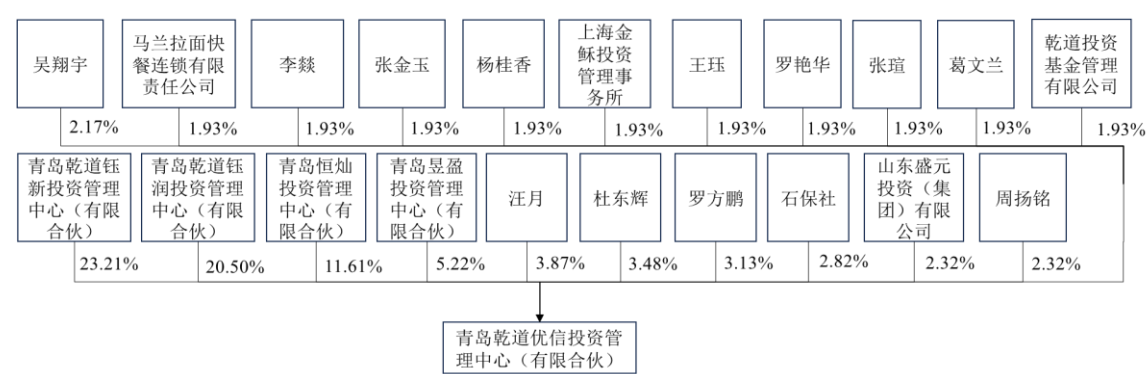 吴翔宇
马兰拉面快
餐连锁有限
责任公司
李燚
张金玉
杨桂香
上海金
稣投资
管理事
务所
王珏
罗艳华
张瑄
葛文兰
乾道投资
基金管理
有限公司
2.17%
1.93%
1.93%
1.93%
1.93%
1.93%
1.93%
1.93%
1.93%
1.93%
1.93%
青岛乾道钰
新投资管理
中心（有限
合伙）
青岛乾道钰
润投资管理
中心（有限
合伙）
青岛恒灿
投资管理
中心（有
限合伙）
青岛昱盈
投资管理
中心（有
限合伙）
汪月
杜东辉
罗方鹏
石保社
山东盛元
投资（集
团）有限
公司
周扬铭
23.21%
20.50%
11.61%
5.22%
3.87%
3.48%
3.13%
2.82%
2.32%
2.32%
青岛乾道优信投资管
理中心（有限合伙）